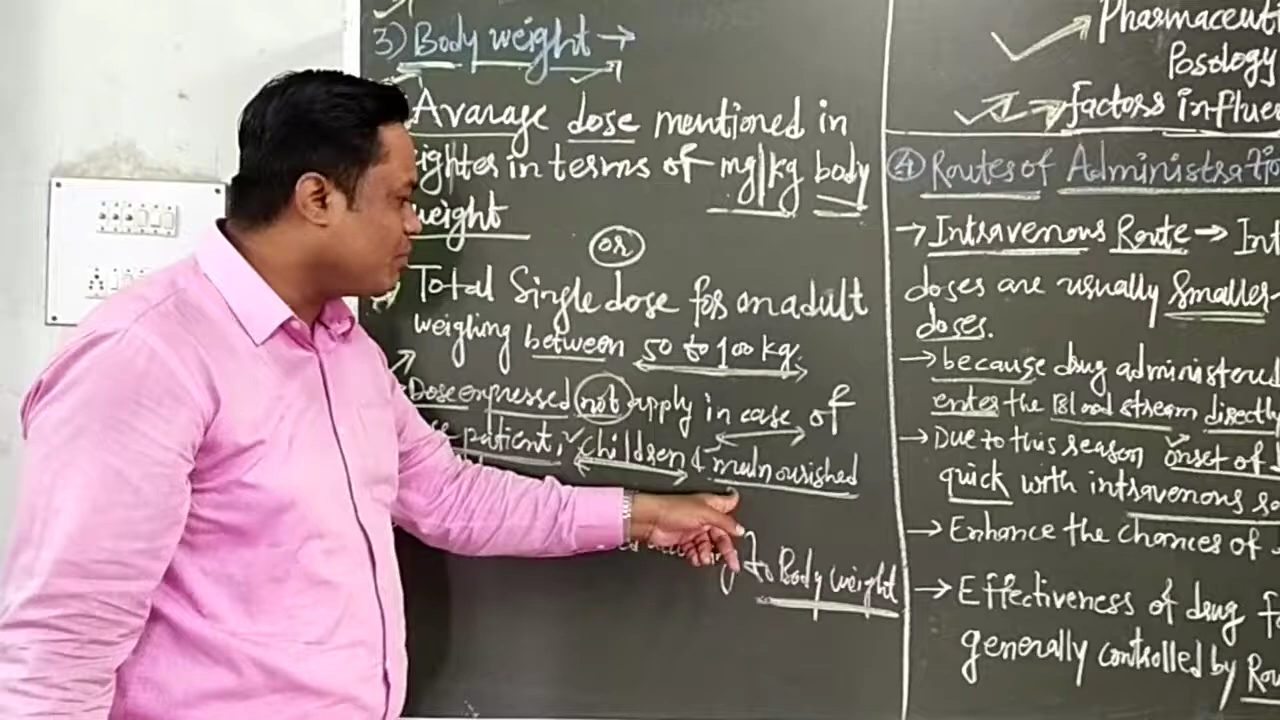 3) Body weight →
Avarage dose mentioned in
in terms of mg/kg body
weight
(or)
Total Single dose for an adult
weighing between 50 to 100 kg.
Dose expressed not apply in case of
patient, children & malnourished
to Body weight
Pharmaceuti
Posology
factors influe
④ Routes of Administratio
→ Intravenous Route → Int
doses are usually Smaller
doses.
→ because drug administered
enter the Blood stream directly
→ Due to this reason onset of
quick with intravenous
→ Enhance the chances of
→ Effectiveness of drug
generally controlled by Rou